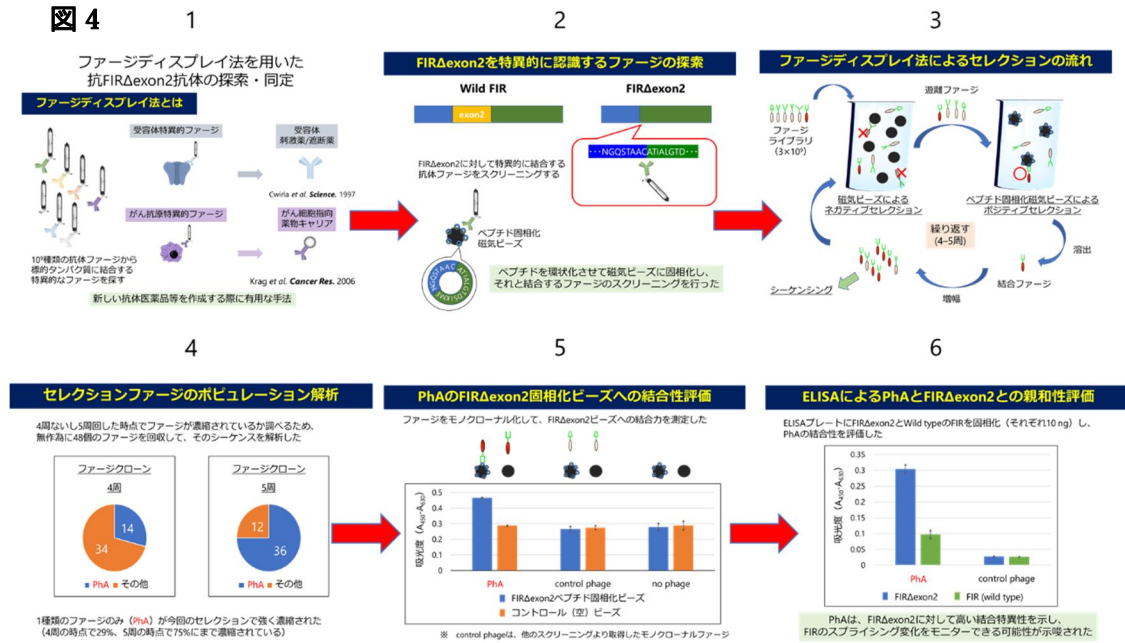 図 4
1
ファージディスプレイ法を用いた
抗FIRΔexon2抗体の探索・同定
ファージディスプレイ法とは
受容体特異的ファージ
受容体
刺激薬/遮断薬
Cwirla et al. Science. 1997
がん抗原特異的ファージ
がん細胞指向
薬物キャリア
10⁹種類の抗体ファージから
標的タンパク質に結合する
特異的なファージを探す
Krag et al. Cancer Res. 2006
新しい抗体医薬品等を作成する際に有用な手法
2
FIRΔexon2を特異的に認識するファージの探索
Wild FIR
FIRΔexon2
exon2
···NGQSTAACATIALGTD···
FIRΔexon2に対して特異的に結合する
抗体ファージをスクリーニングする
ペプチド固相化
磁気ビーズ
ペプチドを環状化させて磁気ビーズに固相化し、
それと結合するファージのスクリーニングを行った
3
ファージディスプレイ法によるセレクションの流れ
遊離ファージ
ファージ
ライブラリ
(3×10⁹)
磁気ビーズによる
ネガティブセレクション
ペプチド固相化磁気ビーズによる
ポジティブセレクション
繰り返す
(4–5周)
溶出
結合ファージ
増幅
シーケンシング
4
セレクションファージのポピュレーション解析
4周ないし5周回した時点でファージが濃縮されているか調べるため、
無作為に48個のファージを回収して、そのシーケンスを解析した
ファージクローン
4周
14
34
PhA その他
ファージクローン
5周
12
36
PhA その他
1種類のファージのみ（PhA）が今回のセレクションで強く濃縮された
（4周の時点で29%、5周の時点で75%にまで濃縮されている）
5
PhAのFIRΔexon2固相化ビーズへの結合性評価
ファージをモノクローナル化して、FIRΔexon2ビーズへの結合力を測定した
吸光度 (A₄₅₀-A₆₃₀)
0.5
0.4
0.3
0.2
0.1
0
PhA control phage no phage
FIRΔexon2ペプチド固相化ビーズ
コントロール（空）ビーズ
※ control phageは、他のスクリーニングより取得したモノクローナルファージ
6
ELISAによるPhAとFIRΔexon2との親和性評価
ELISAプレートにFIRΔexon2とWild typeのFIRを固相化（それぞれ10 ng）し、
PhAの結合性を評価した
吸光度 (A₄₅₀-A₆₃₀)
0.35
0.3
0.25
0.2
0.15
0.1
0.05
0
PhA control phage
FIRΔexon2 FIR (wild type)
PhAは、FIRΔexon2に対して高い結合特異性を示し、
FIRのスプライシング変化をモニターできる可能性が示唆された